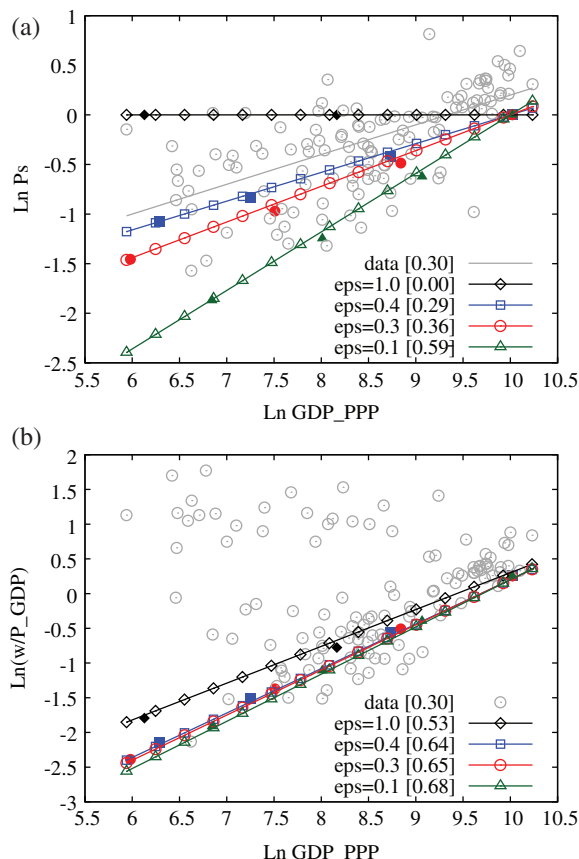 (a)
Ln Ps
1
0.5
0
-0.5
-1
-1.5
-2
-2.5
data [0.30]
eps=1.0 [0.00]
eps=0.4 [0.29]
eps=0.3 [0.36]
eps=0.1 [0.59]
5.5 6 6.5 7 7.5 8 8.5 9 9.5 10 10.5
Ln GDP_PPP
(b)
Ln(w/P_GDP)
2
1.5
1
0.5
0
-0.5
-1
-1.5
-2
-2.5
-3
data [0.30]
eps=1.0 [0.53]
eps=0.4 [0.64]
eps=0.3 [0.65]
eps=0.1 [0.68]
5.5 6 6.5 7 7.5 8 8.5 9 9.5 10 10.5
Ln GDP_PPP